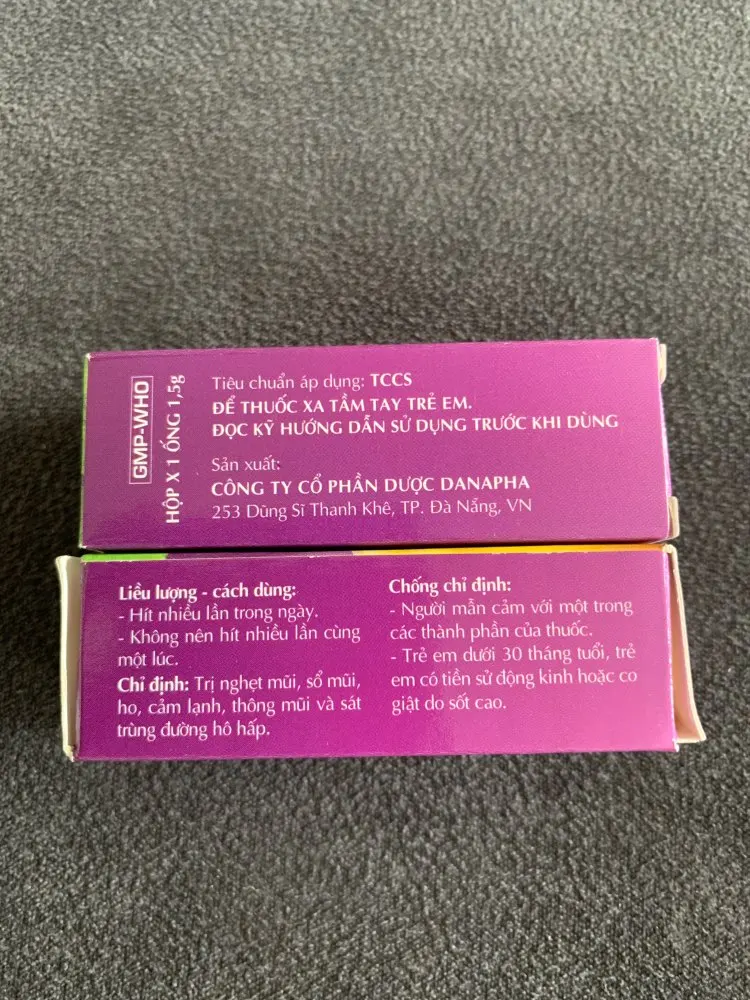 GMP-WHO
HỘP X 1 ỐNG 1,5g
Tiêu chuẩn áp dụng: TCCS
ĐỂ THUỐC XA TẦM TAY TRẺ EM.
ĐỌC KỸ HƯỚNG DẪN SỬ DỤNG TRƯỚC KHI DÙNG
Sản xuất:
CÔNG TY CỔ PHẦN DƯỢC DANAPHA
253 Dũng Sĩ Thanh Khê, TP. Đà Nẵng, VN
Liều lượng - cách dùng:
- Hít nhiều lần trong ngày.
- Không nên hít nhiều lần cùng
một lúc.
Chỉ định: Trị nghẹt mũi, sổ mũi,
ho, cảm lạnh, thông mũi và sát
trùng đường hô hấp.
Chống chỉ định:
- Người mẫn cảm với một trong
các thành phần của thuốc.
- Trẻ em dưới 30 tháng tuổi, trẻ
em có tiền sử động kinh hoặc co
giật do sốt cao.